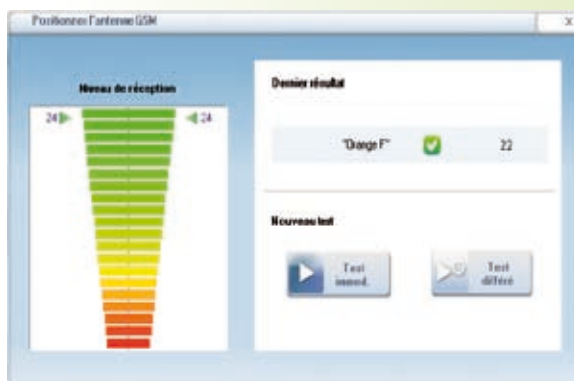 Positionner l'antenne GSM
x
Niveau de réception
24
24
Dernier résultat
"Orange F"
22
Nouveau test
Test
immed.
Test
différé